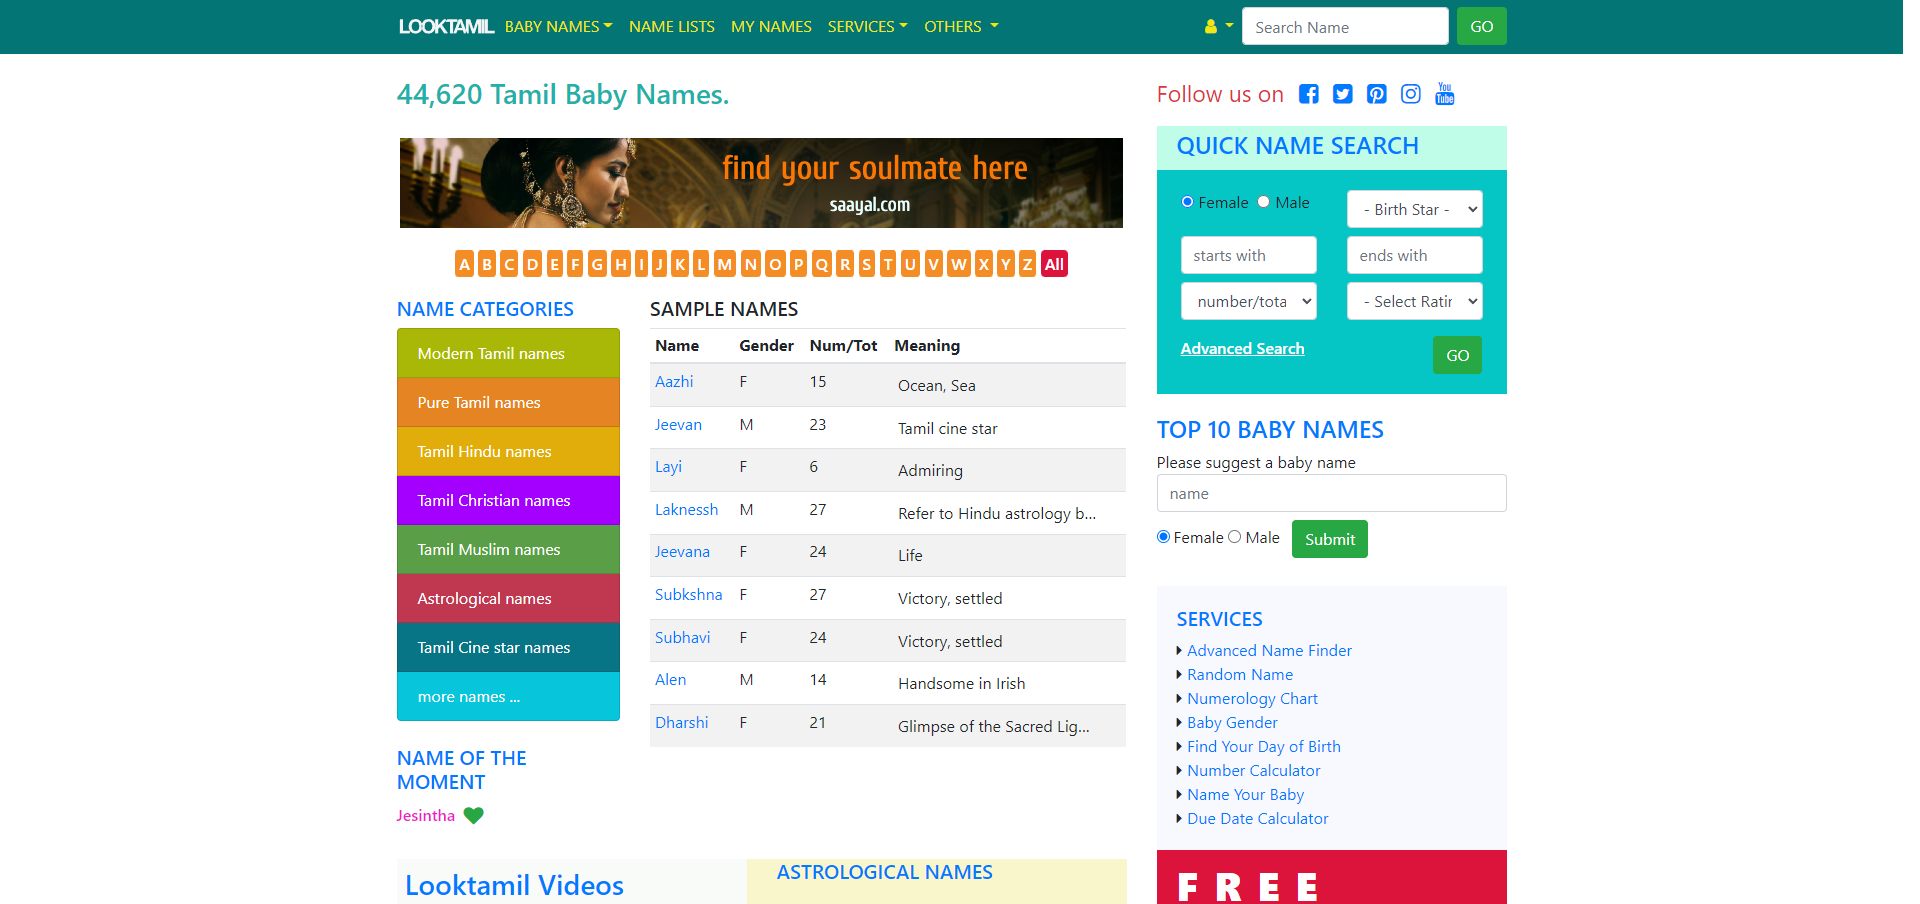 LOOKTAMIL BABY NAMES NAME LISTS MY NAMES SERVICES OTHERS Search Name GO
44,620 Tamil Baby Names.
find your soulmate here
saayal.com
A B C D E F G H I J K L M N O P Q R S T U V W X Y Z All
NAME CATEGORIES
Modern Tamil names
Pure Tamil names
Tamil Hindu names
Tamil Christian names
Tamil Muslim names
Astrological names
Tamil Cine star names
more names ...
NAME OF THE
MOMENT
Jesintha
SAMPLE NAMES
Name Gender Num/Tot Meaning
Aazhi F 15 Ocean, Sea
Jeevan M 23 Tamil cine star
Layi F 6 Admiring
Laknessh M 27 Refer to Hindu astrology b...
Jeevana F 24 Life
Subkshna F 27 Victory, settled
Subhavi F 24 Victory, settled
Alen M 14 Handsome in Irish
Dharshi F 21 Glimpse of the Sacred Lig...
Looktamil Videos
ASTROLOGICAL NAMES
Follow us on You Tube
QUICK NAME SEARCH
Female Male - Birth Star -
starts with ends with
number/tota - Select Ratir
Advanced Search GO
TOP 10 BABY NAMES
Please suggest a baby name
name
Female Male Submit
SERVICES
Advanced Name Finder
Random Name
Numerology Chart
Baby Gender
Find Your Day of Birth
Number Calculator
Name Your Baby
Due Date Calculator
FREE